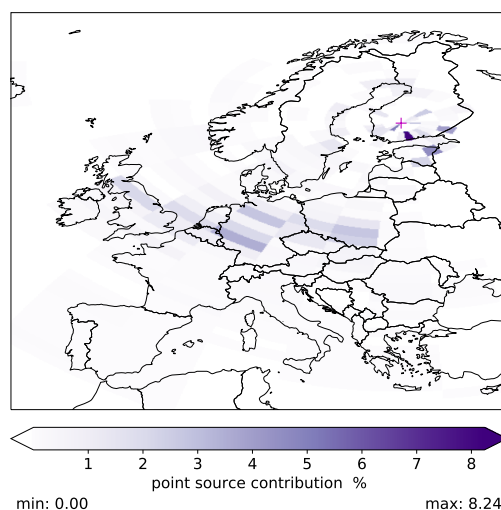 1 2 3 4 5 6 7 8
point source contribution %
min: 0.00 max: 8.24